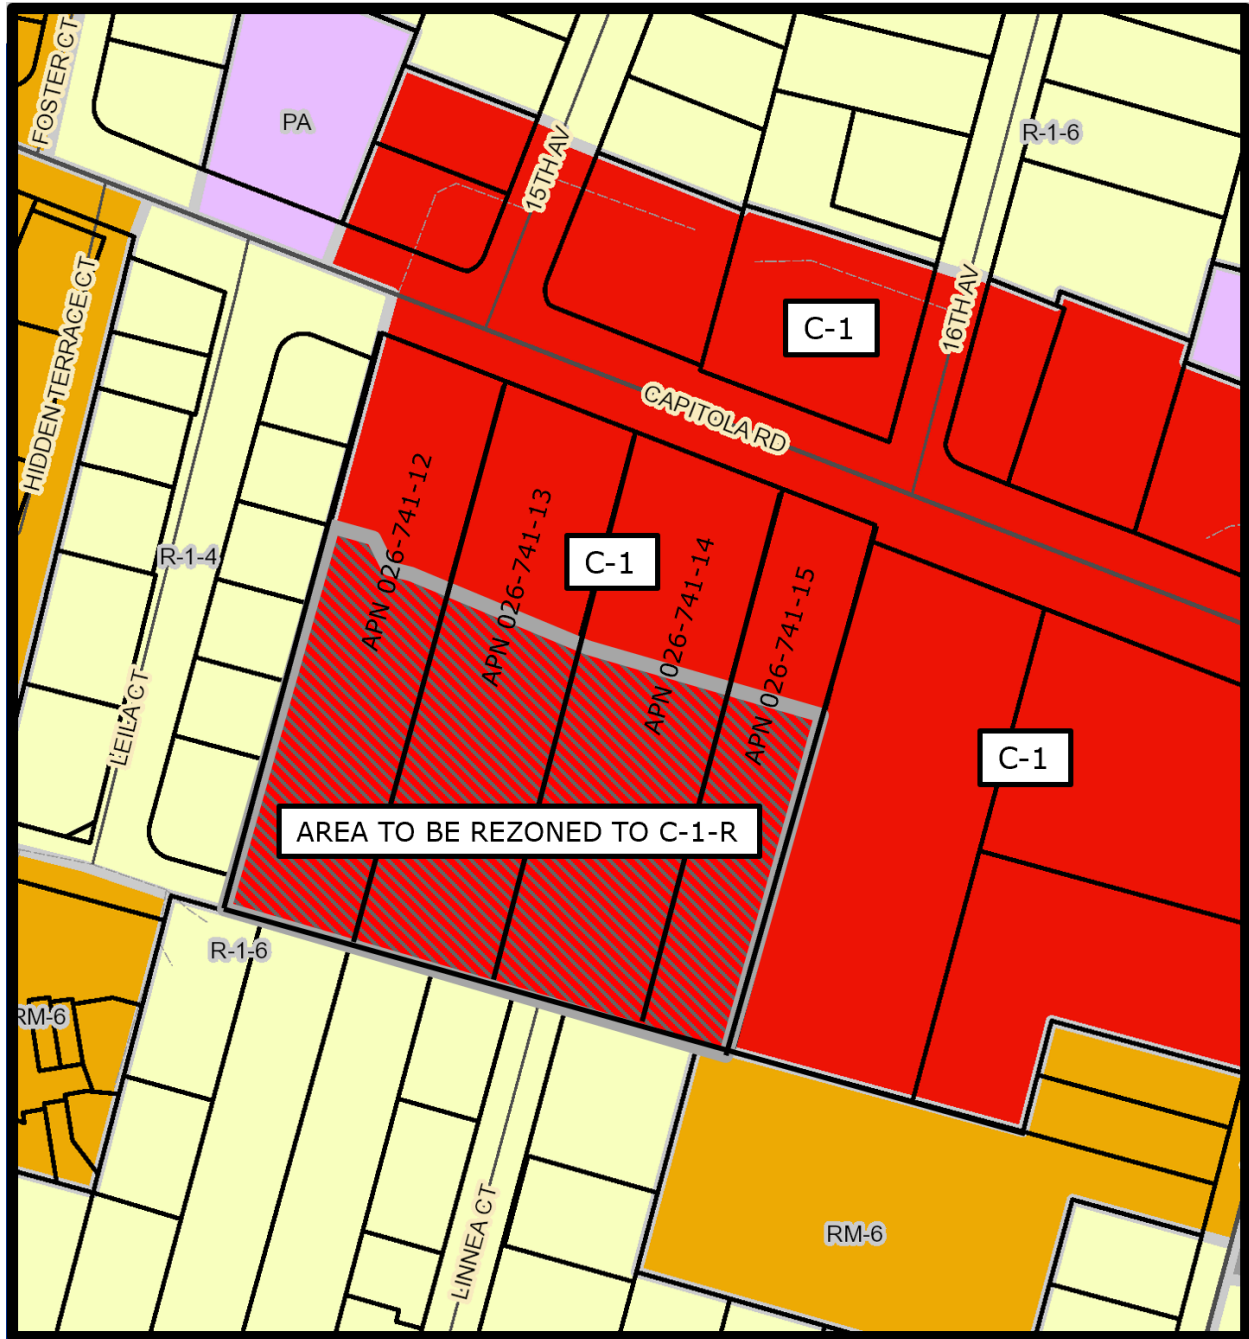 FOSTER CT
PA
15TH AV
R-1-6
HIDDEN TERRACE CT
16TH AV
C-1
CAPITOLA RD
APN 026-741-12
APN 026-741-13
C-1
APN 026-741-14
APN 026-741-15
R-1-4
LEILA CT
C-1
AREA TO BE REZONED TO C-1-R
R-1-6
RM-6
LINNEA CT
RM-6